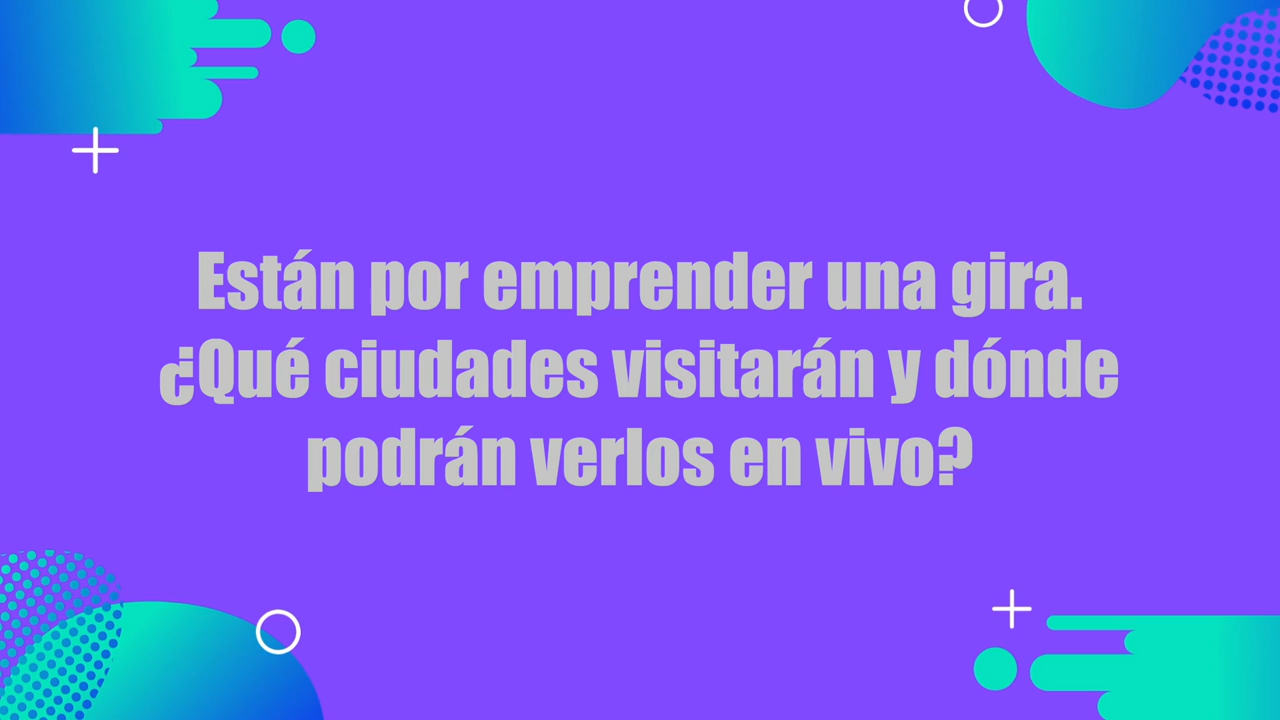 Están por emprender una gira.
¿Qué ciudades visitarán y dónde
podrán verlos en vivo?